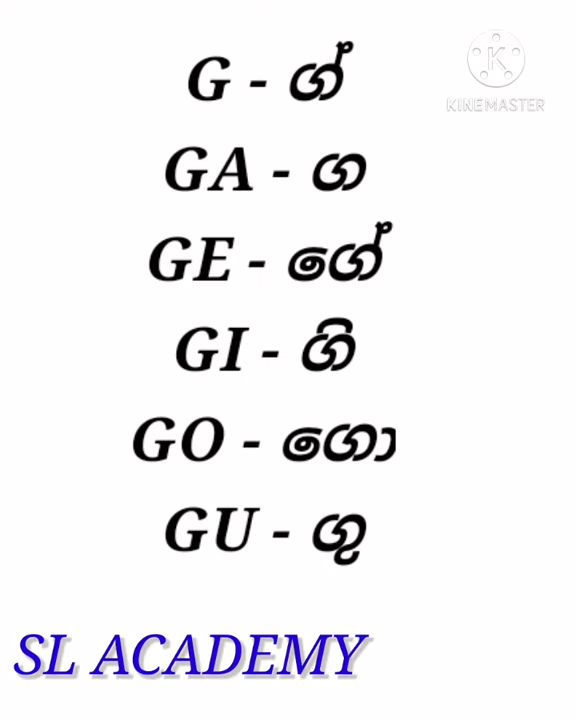 G - ග්
KINEMASTER
GA - ග
GE - ගේ
GI - ගි
GO - ගො
GU - ගු
SL ACADEMY